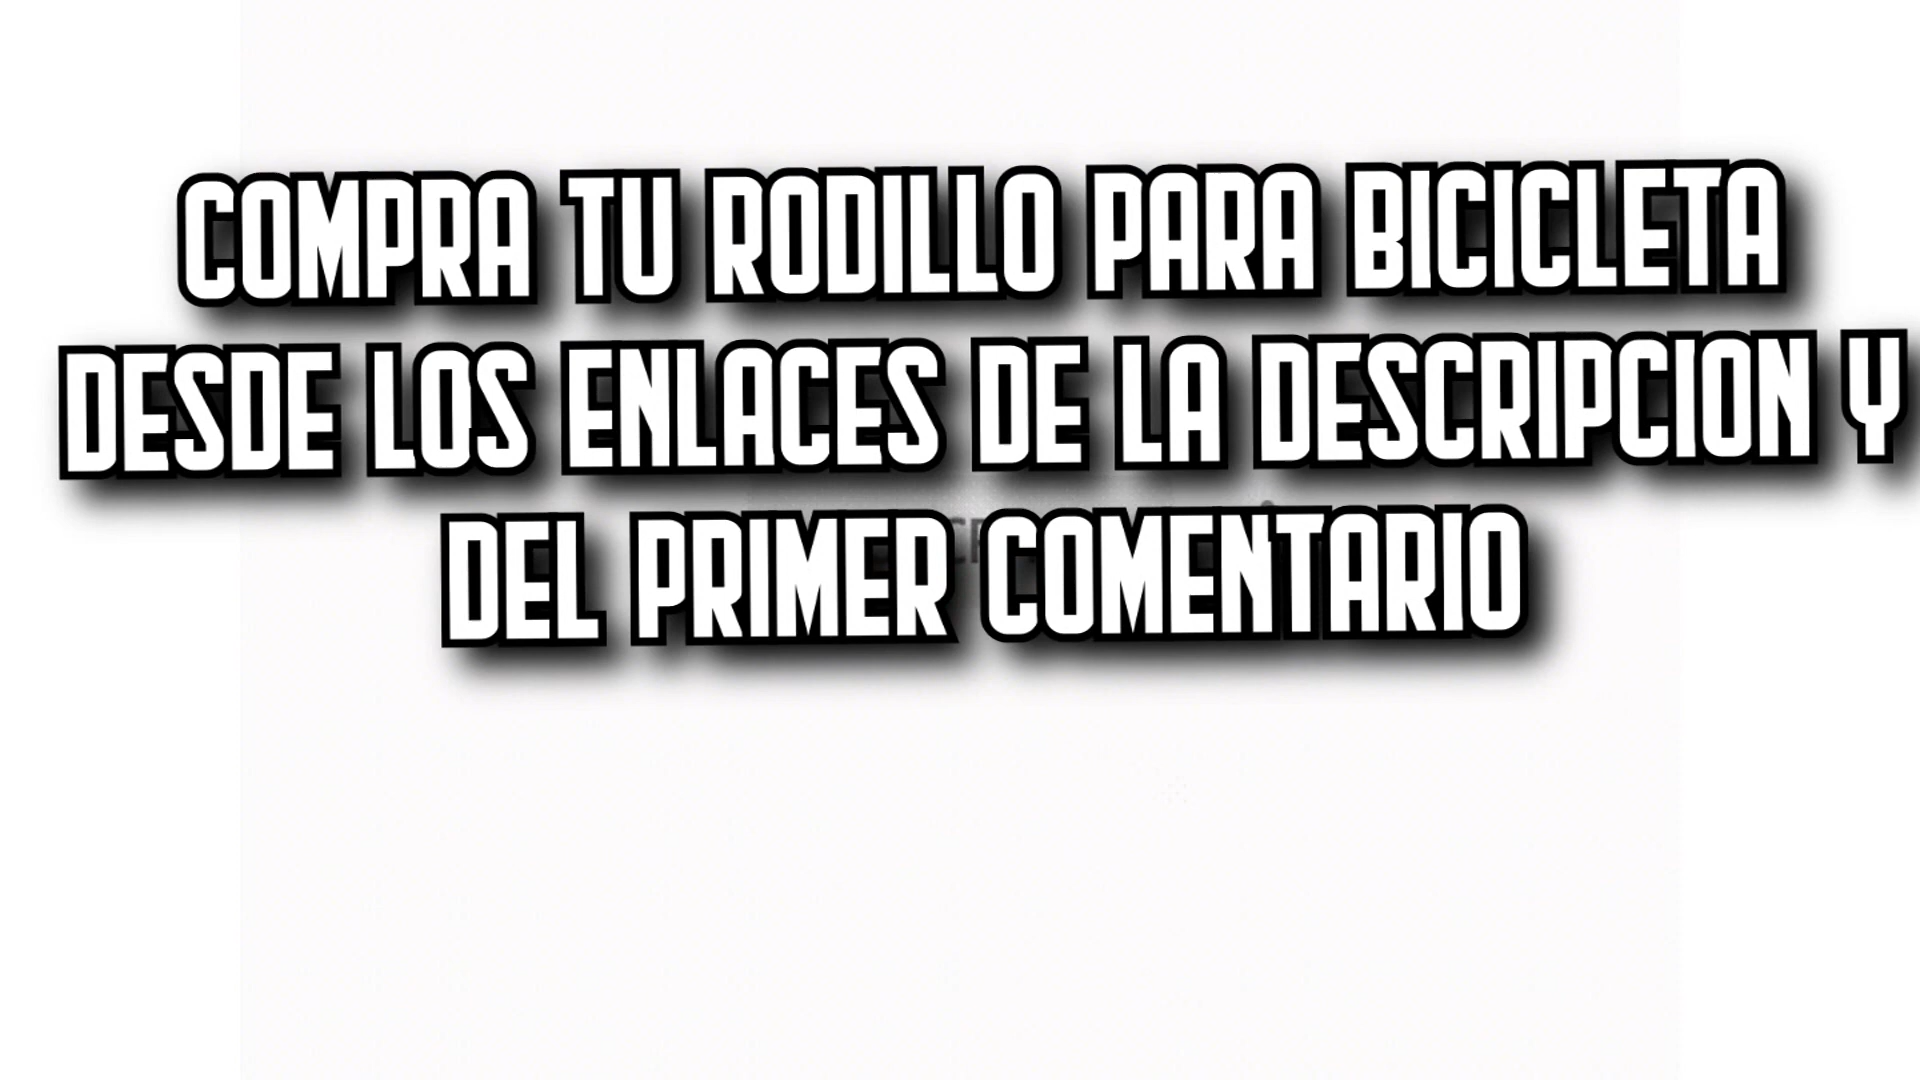 COMPRA TU RODILLO PARA BICICLETA
DESDE LOS ENLACES DE LA DESCRIPCION Y
DEL PRIMER COMENTARIO